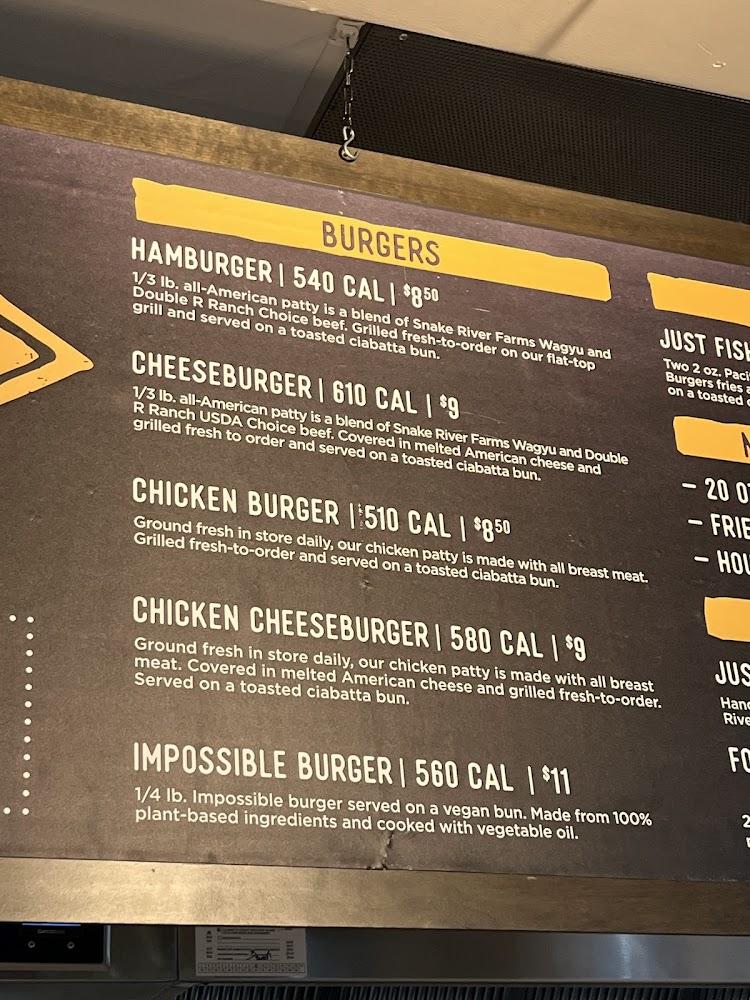 BURGERS
HAMBURGER | 540 CAL | $850
1/3 lb. all-American patty is a blend of Snake River Farms Wagyu and
Double R Ranch Choice beef. Grilled fresh-to-order on our flat-top
grill and served on a toasted ciabatta bun.
CHEESEBURGER | 610 CAL | $9
1/3 lb. all-American patty is a blend of Snake River Farms Wagyu and Double
R Ranch USDA Choice beef. Covered in melted American cheese and
grilled fresh to order and served on a toasted ciabatta bun.
CHICKEN BURGER | 510 CAL | $850
Ground fresh in store daily, our chicken patty is made with all breast meat.
Grilled fresh-to-order and served on a toasted ciabatta bun.
CHICKEN CHEESEBURGER | 580 CAL | $9
Ground fresh in store daily, our chicken patty is made with all breast
meat. Covered in melted American cheese and grilled fresh-to-order.
Served on a toasted ciabatta bun.
IMPOSSIBLE BURGER | 560 CAL | $11
1/4 lb. Impossible burger served on a vegan bun. Made from 100%
plant-based ingredients and cooked with vegetable oil.
JUST FISH
Two 2 oz. Paci
Burgers fries
on a toasted
- 20 O
- FRIE
- HOU
JUS
Hand
Rive
FO
2